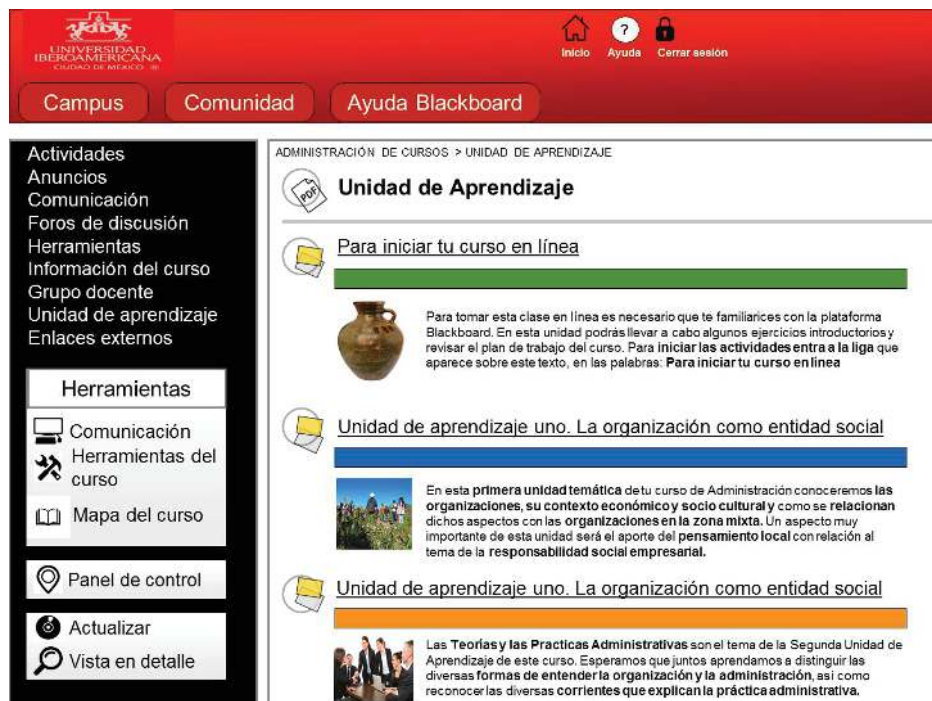 UNIVERSIDAD
IBEROAMERICANA
CIUDAD DE MÉXICO ®
Inicio
Ayuda
Cerrar sesión
Campus
Comunidad
Ayuda Blackboard
Actividades
Anuncios
Comunicación
Foros de discusión
Herramientas
Información del curso
Grupo docente
Unidad de aprendizaje
Enlaces externos
Herramientas
Comunicación
Herramientas del
curso
Mapa del curso
Panel de control
Actualizar
Vista en detalle
ADMINISTRACIÓN DE CURSOS > UNIDAD DE APRENDIZAJE
PDF
Unidad de Aprendizaje
Para iniciar tu curso en línea
Para tomar esta clase en línea es necesario que te familiarices con la plataforma
Blackboard. En esta unidad podrás llevar a cabo algunos ejercicios introductorios y
revisar el plan de trabajo del curso. Para iniciar las actividades entra a la liga que
aparece sobre este texto, en las palabras: Para iniciar tu curso en linea
Unidad de aprendizaje uno. La organización como entidad social
En esta primera unidad temática de tu curso de Administración conoceremos las
organizaciones, su contexto económico y socio cultural y como se relacionan
dichos aspectos con las organizaciones en la zona mixta. Un aspecto muy
importante de esta unidad será el aporte del pensamiento local con relación al
tema de la responsabilidad social empresarial.
Unidad de aprendizaje uno. La organización como entidad social
Las Teorías y las Practicas Administrativas son el tema de la Segunda Unidad de
Aprendizaje de este curso. Esperamos que juntos aprendamos a distinguir las
diversas formas de entender la organización y la administración, así como
reconocer las diversas corrientes que explican la práctica administrativa.